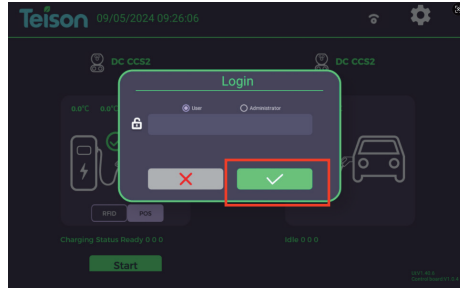 Teison 09/05/2024 09:26:06
DC CCS2
DC CCS2
Login
User
Administrator
0.0°C 0.0°C
RFID
POS
Charging Status Ready 0 0 0
Idle 0 0 0
Start